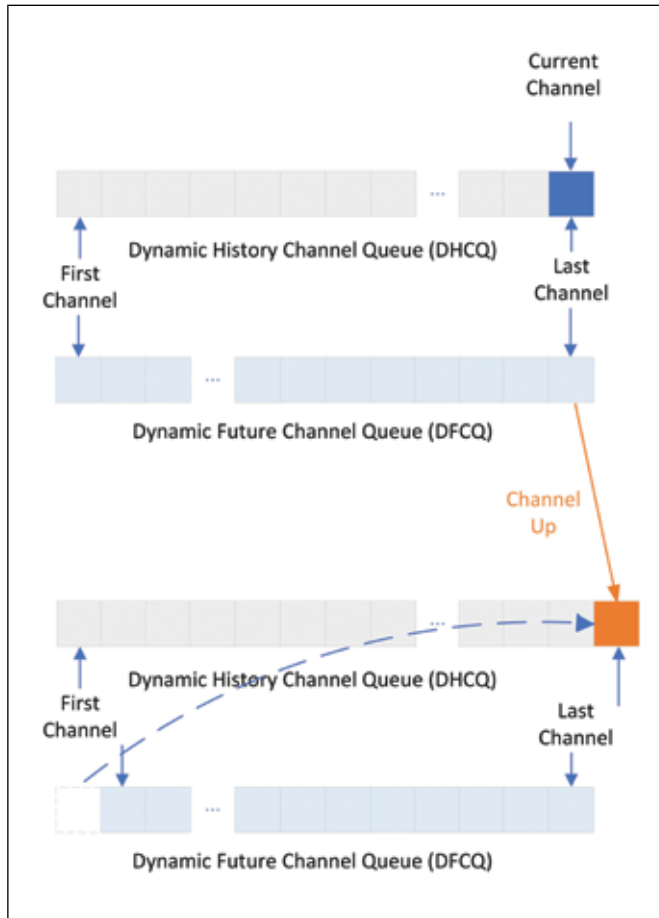 Current
Channel
...
Dynamic History Channel Queue (DHCQ)
First
Channel
Last
Channel
...
Dynamic Future Channel Queue (DFCQ)
Channel
Up
...
Dynamic History Channel Queue (DHCQ)
First
Channel
Last
Channel
...
Dynamic Future Channel Queue (DFCQ)